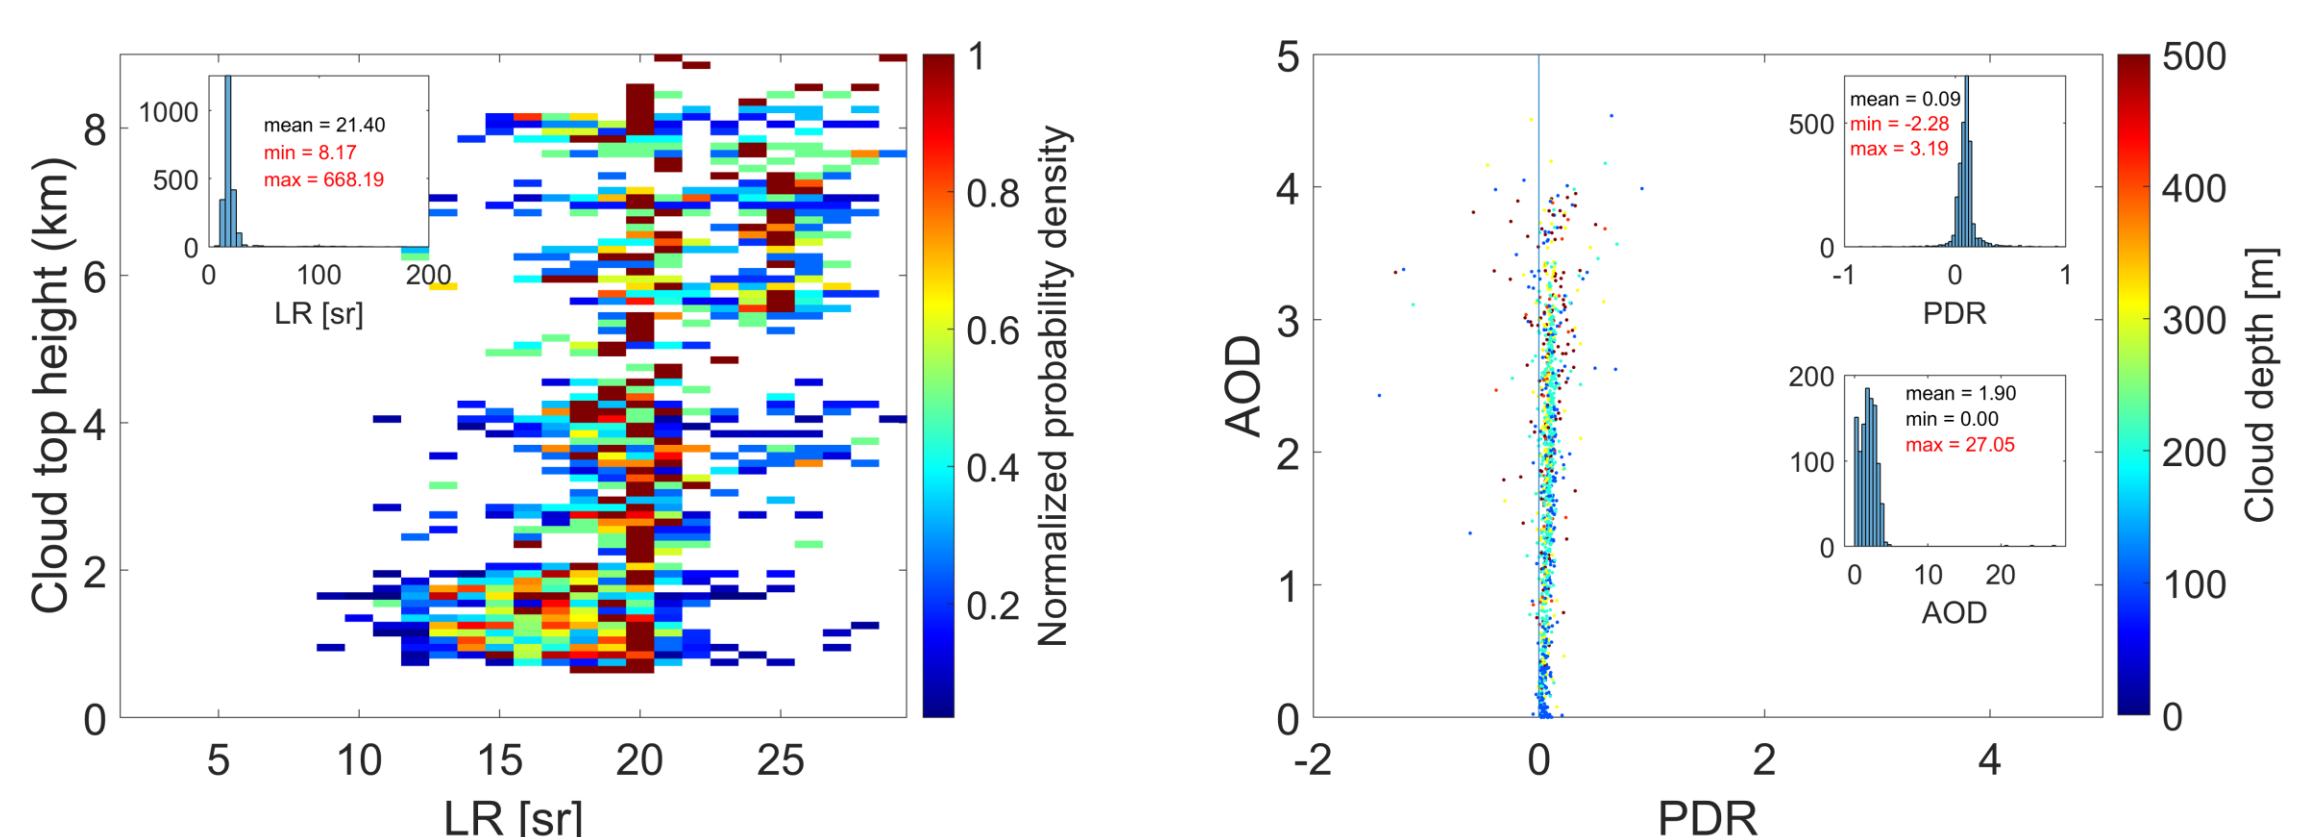 Cloud top height (km)
8
6
4
2
0
5
10
15
20
25
LR [sr]
1000
500
0
mean = 21.40
min = 8.17
max = 668.19
0
100
200
LR [sr]
1
0.8
0.6
0.4
0.2
Normalized probability density
AOD
5
4
3
2
1
0
-2
0
2
4
PDR
500
0
mean = 0.09
min = -2.28
max = 3.19
-1
0
1
PDR
200
100
0
mean = 1.90
min = 0.00
max = 27.05
0
10
20
AOD
500
400
300
200
100
0
Cloud depth [m]